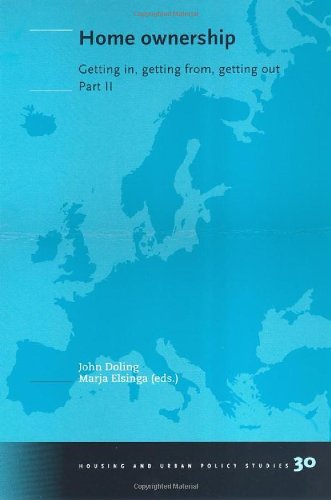 Home ownership
Getting in, getting from, getting out
Part II
John Doling
Marja Elsinga (eds.)
HOUSING AND URBAN POLICY STUDIES 30